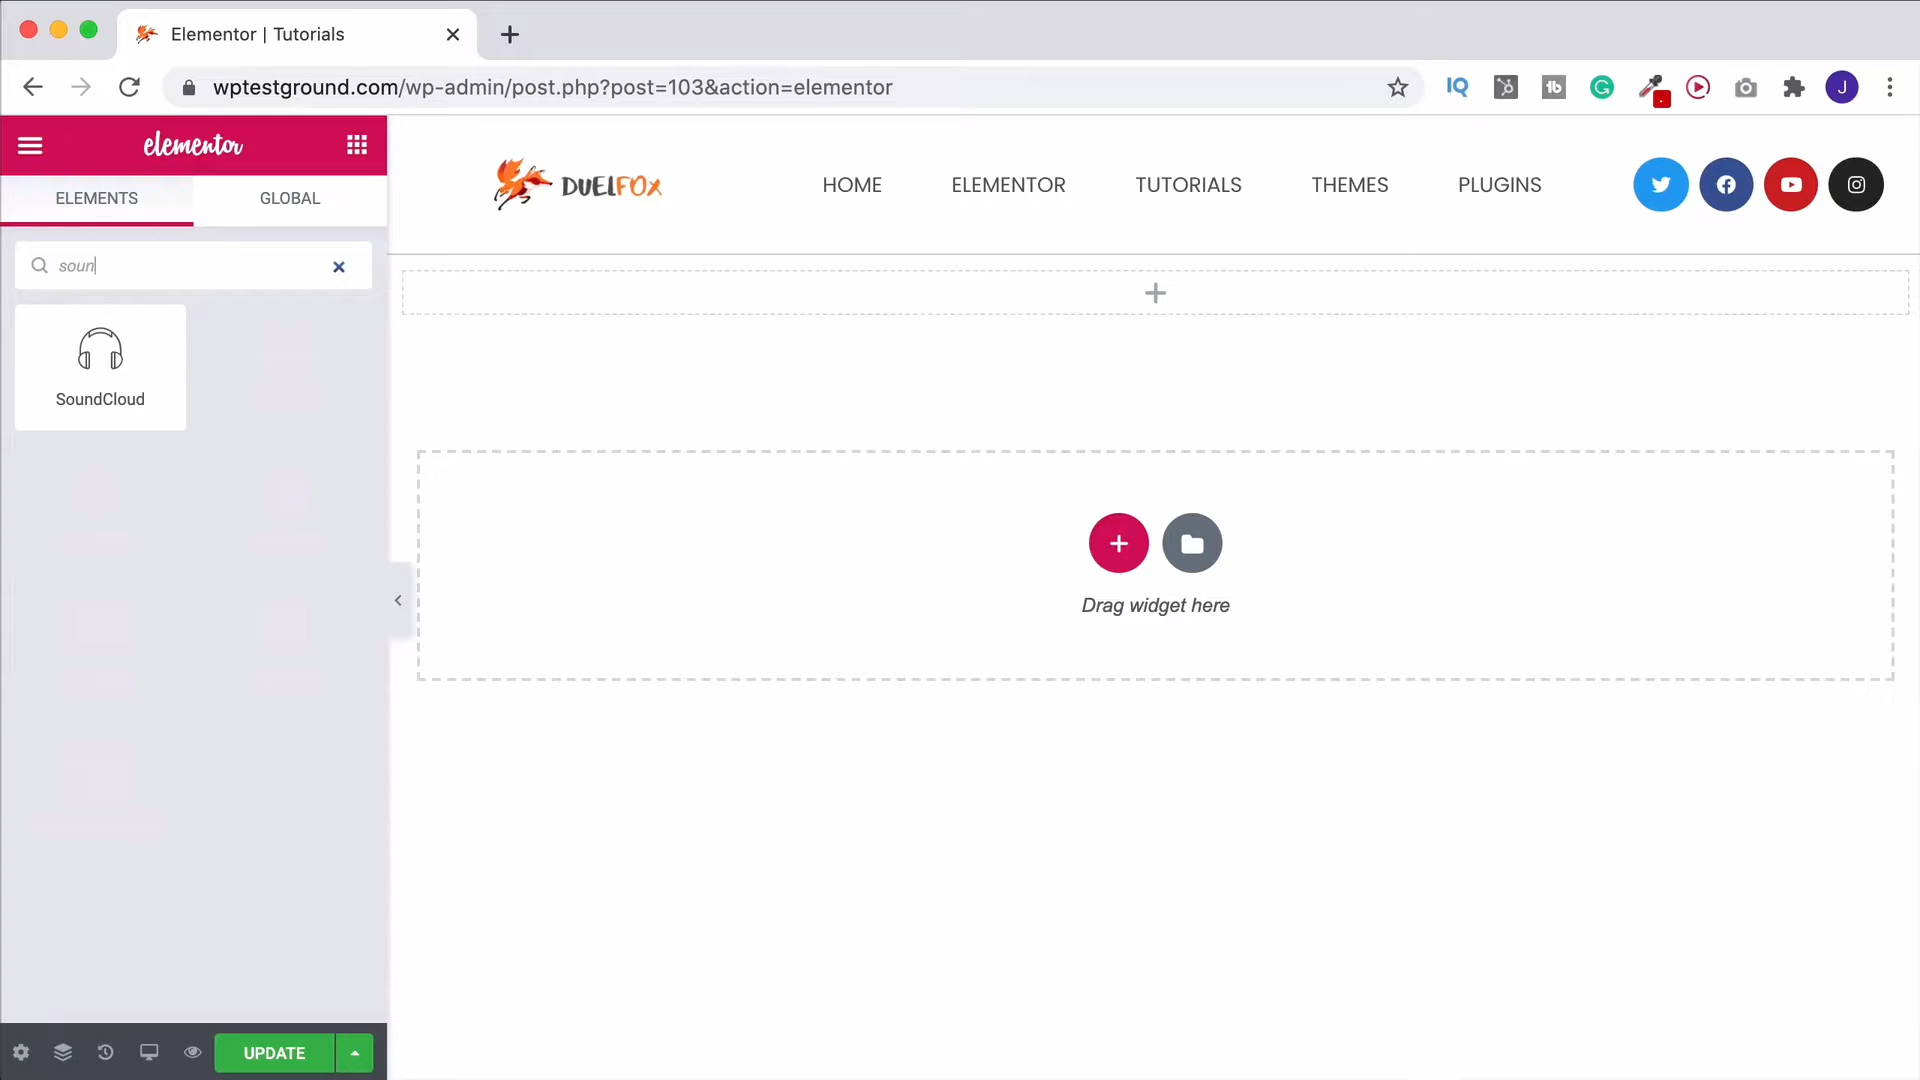 Elementor | Tutorials
wptestground.com/wp-admin/post.php?post=103&action=elementor
IQ
tb
G
J
elementor
ELEMENTS
GLOBAL
soun
SoundCloud
DUELFOX
HOME
ELEMENTOR
TUTORIALS
THEMES
PLUGINS
Drag widget here
UPDATE